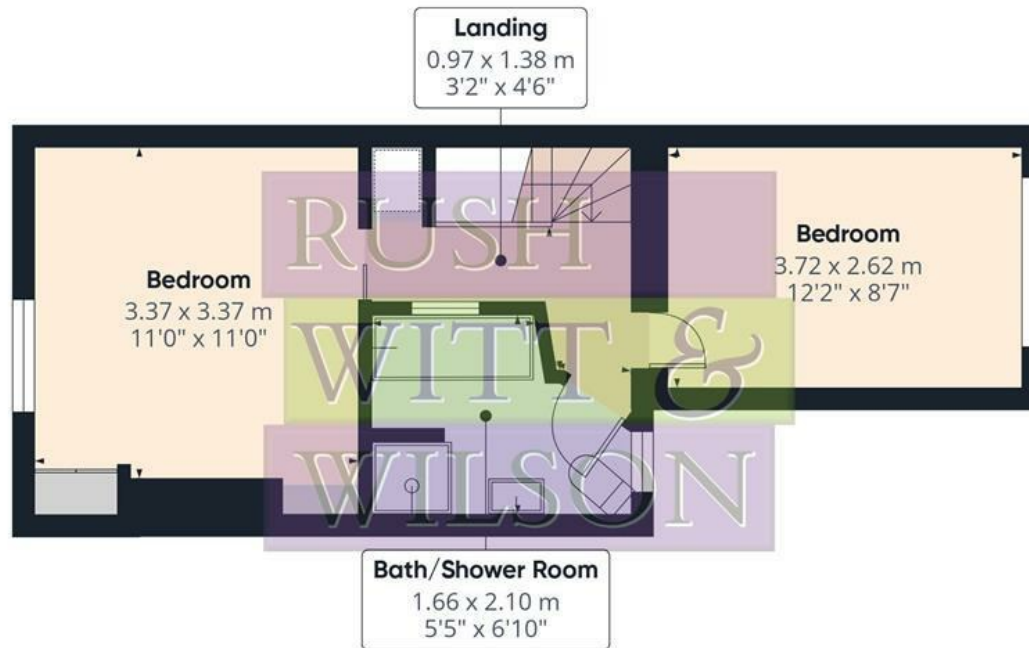 Landing
0.97 x 1.38 m
3'2" x 4'6"
Bedroom
3.37 x 3.37 m
11'0" x 11'0"
Bedroom
3.72 x 2.62 m
12'2" x 8'7"
RUSH
WITT &
WILSON
Bath/Shower Room
1.66 x 2.10 m
5'5" x 6'10"